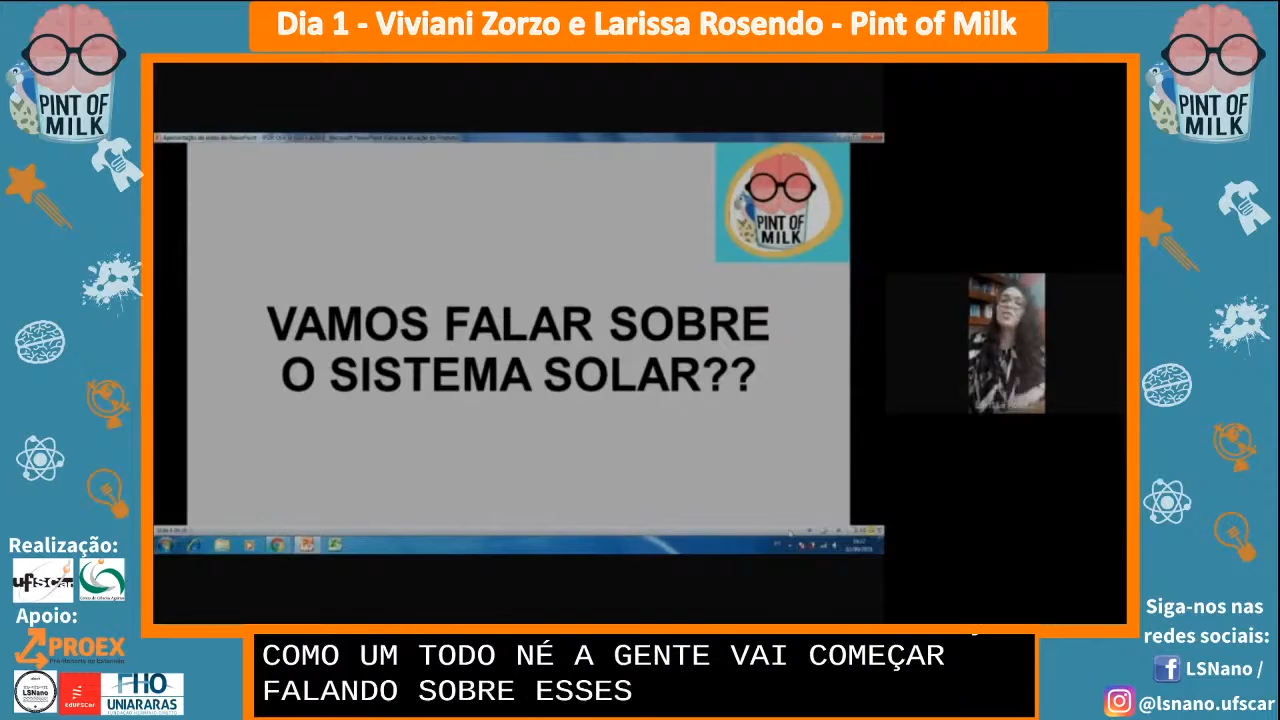 Dia 1 - Viviani Zorzo e Larissa Rosendo - Pint of Milk
PINT OF
MILK
PINT OF
MILK
PINT OF
MILK
VAMOS FALAR SOBRE
O SISTEMA SOLAR??
Realização:
ufscar
Apoio:
PROEX
LSNano
EdUFSCar
FHO
UNIARARAS
Siga-nos nas
redes sociais:
LSNano /
@lsnano.ufscar
COMO UM TODO NÉ A GENTE VAI COMEÇAR
FALANDO SOBRE ESSES